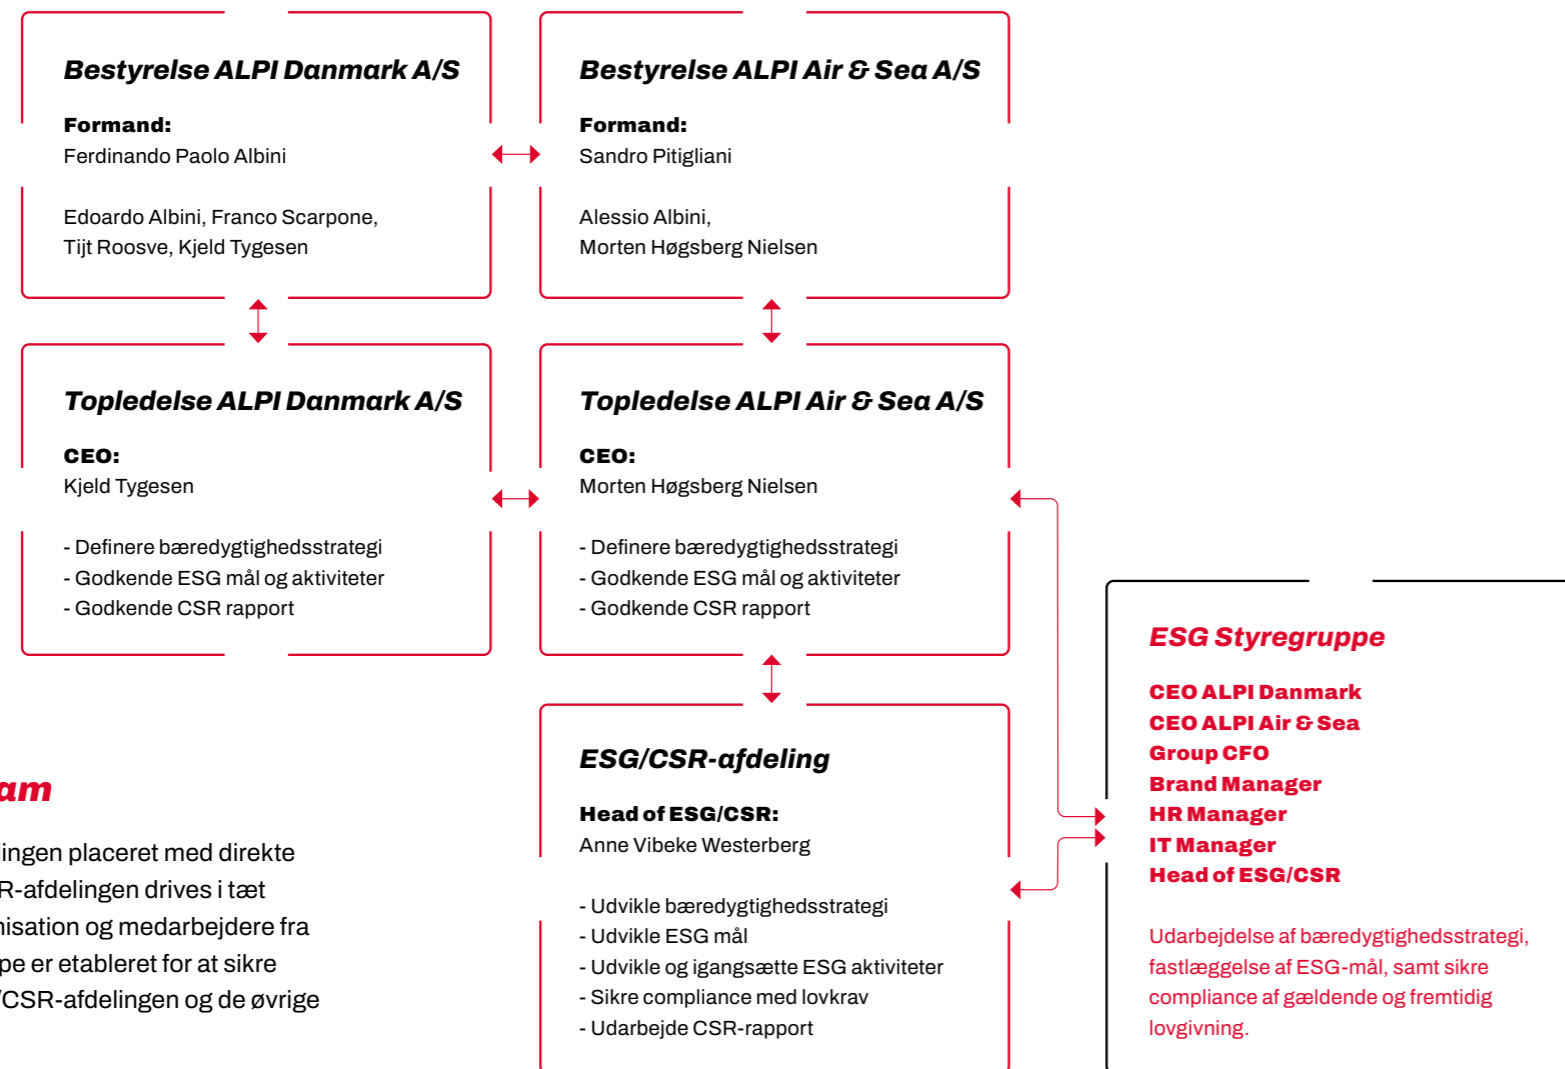 Bestyrelse ALPI Danmark A/S
Formand:
Ferdinando Paolo Albini
Edoardo Albini, Franco Scarpone,
Tijt Roosve, Kjeld Tygesen
Bestyrelse ALPI Air & Sea A/S
Formand:
Sandro Pitigliani
Alessio Albini,
Morten Høgsberg Nielsen
Topledelse ALPI Danmark A/S
CEO:
Kjeld Tygesen
- Definere bæredygtighedsstrategi
- Godkende ESG mål og aktiviteter
- Godkende CSR rapport
Topledelse ALPI Air & Sea A/S
CEO:
Morten Høgsberg Nielsen
- Definere bæredygtighedsstrategi
- Godkende ESG mål og aktiviteter
- Godkende CSR rapport
ESG Styregruppe
CEO ALPI Danmark
CEO ALPI Air & Sea
Group CFO
Brand Manager
HR Manager
IT Manager
Head of ESG/CSR
Udarbejdelse af bæredygtighedsstrategi,
fastlæggelse af ESG-mål, samt sikre
compliance af gældende og fremtidig
lovgivning.
ESG/CSR-afdeling
Head of ESG/CSR:
Anne Vibeke Westerberg
- Udvikle bæredygtighedsstrategi
- Udvikle ESG mål
- Udvikle og igangsætte ESG aktiviteter
- Sikre compliance med lovkrav
- Udarbejde CSR-rapport
am
lingen placeret med direkte
R-afdelingen drives i tæt
nisation og medarbejdere fra
pe er etableret for at sikre
/CSR-afdelingen og de øvrige